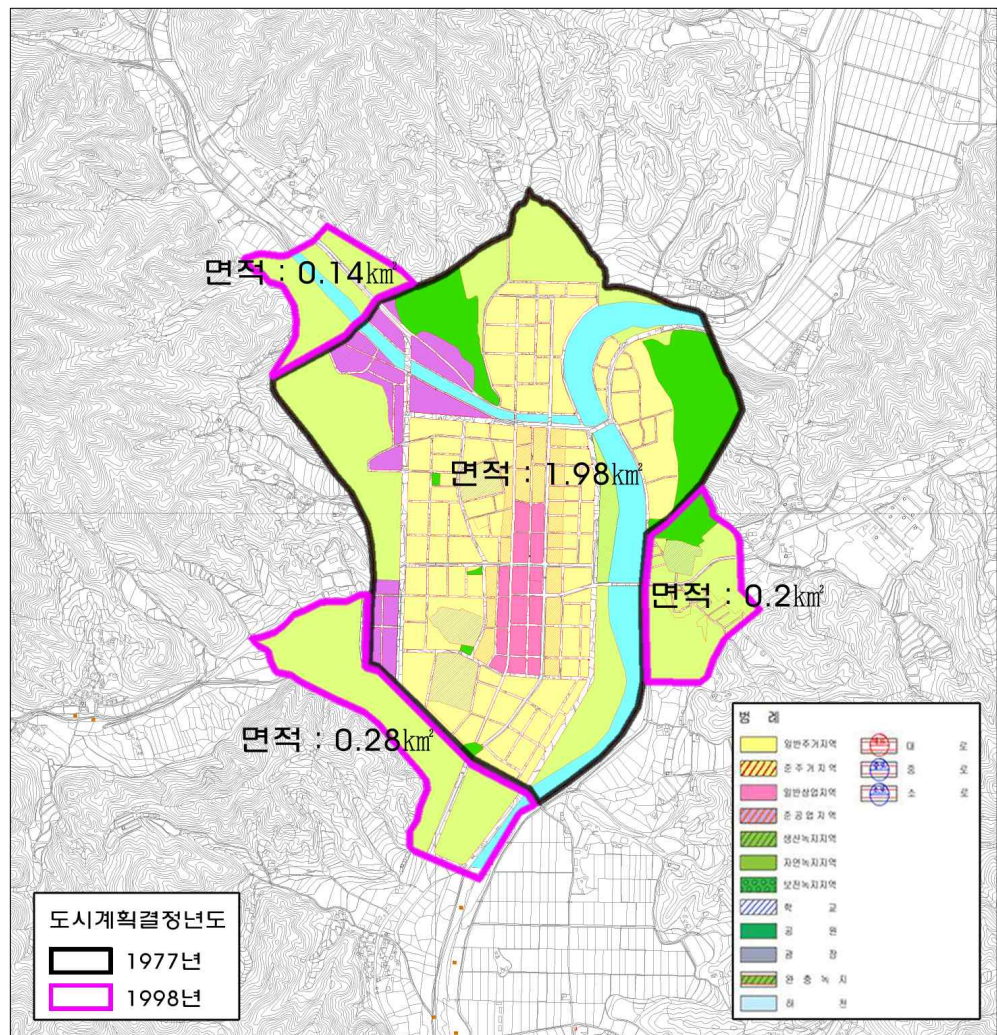 면적 : 0.14㎢
면적 : 1.98㎢
면적 : 0.2㎢
면적 : 0.28㎢
범 례
일반주거지역
준주거지역
일반상업지역
준공업지역
생산녹지지역
자연녹지지역
보전녹지지역
학 교
공 원
광 장
완 충 녹 지
하 천
대 로
중 로
소 로
도시계획결정년도
1977년
1998년